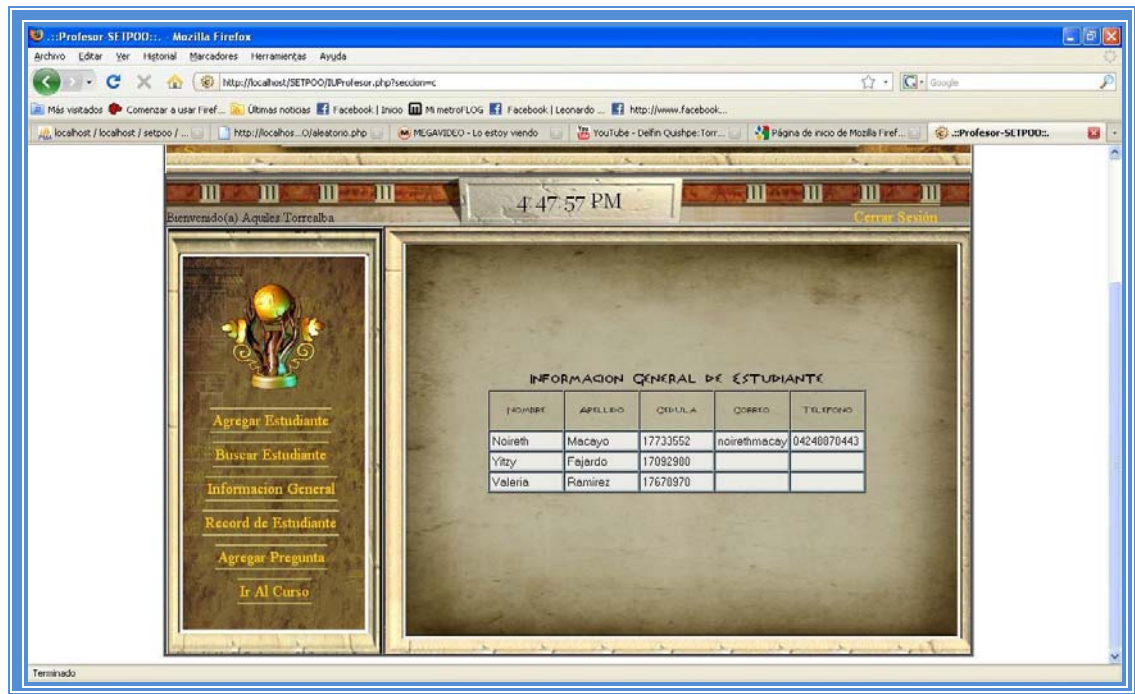 .::Profesor-SETPOO::. - Mozilla Firefox
Archivo Editar Ver Historial Marcadores Herramientas Ayuda
http://localhost/SETPOO/IUProfesor.php?seccion=c
Google
Más visitados Comenzar a usar Firef... Últimas noticias Facebook | Inicio Mi metroFLOG Facebook | Leonardo ... http://www.facebook...
localhost / localhost / setpoo / ... http://localhos...O/aleatorio.php MEGAVIDEO - Lo estoy viendo YouTube - Delfin Quishpe: Torr... Página de inicio de Mozilla Firef... .::Profesor-SETPOO::.
4:47:57 PM
Bienvenido(a) Aquiles Torrealba
Cerrar Sesión
Agregar Estudiante
Buscar Estudiante
Informacion General
Record de Estudiante
Agregar Pregunta
Ir Al Curso
Informacion General de Estudiante
Nombre Apellido Cedula Correo Telefono
Noireth Macayo 17733552 noirethmacay 04248870443
Yitzy Fajardo 17092980
Valeria Ramirez 17678970
Terminado